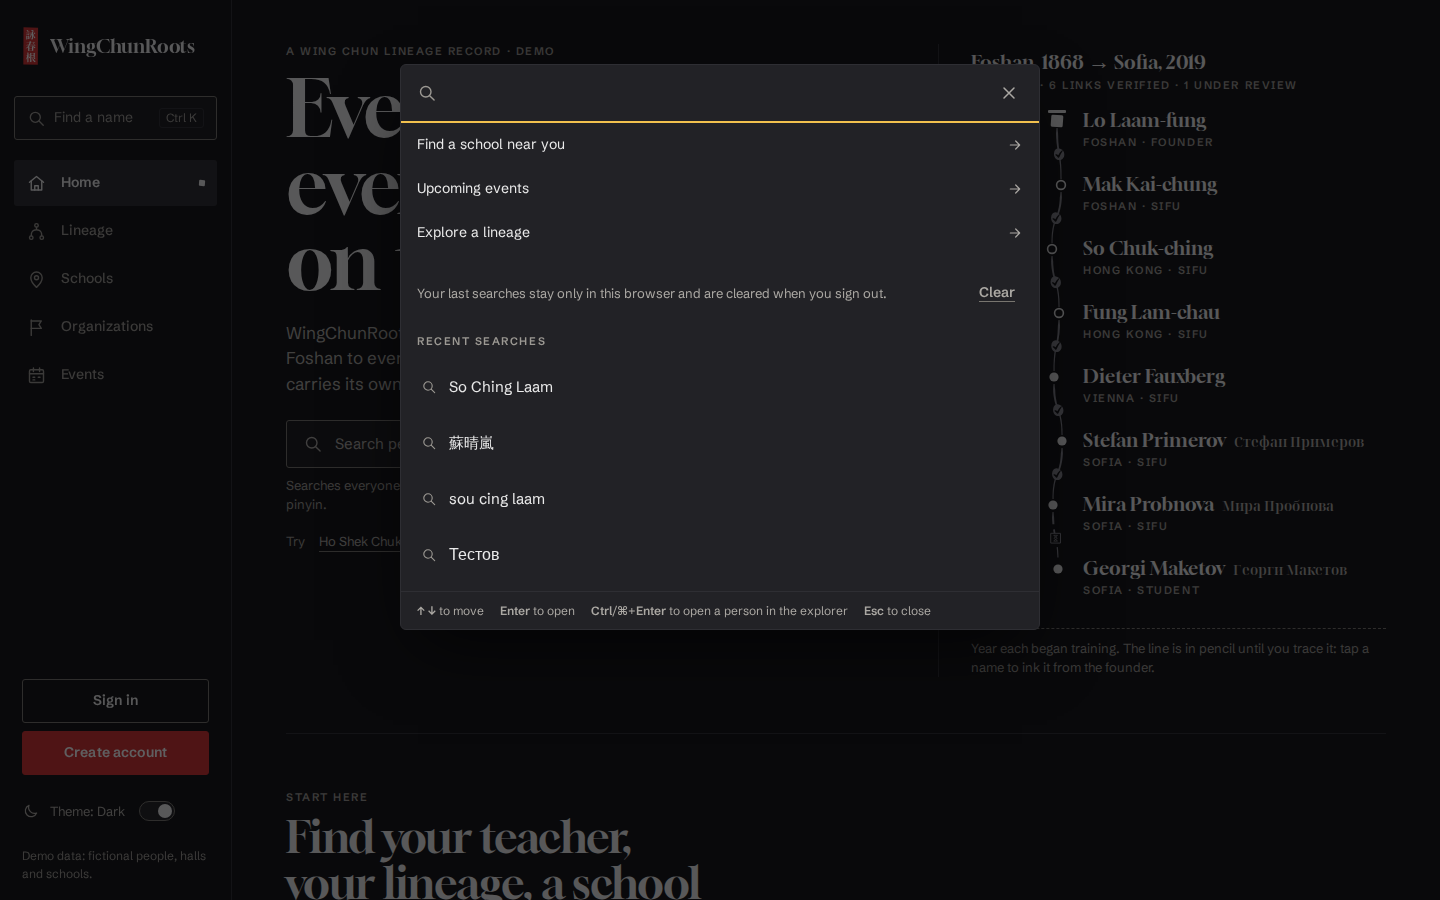 詠春根
WingChunRoots
Find a name
Ctrl K
Home
Lineage
Schools
Organizations
Events
Sign in
Create account
Theme: Dark
Demo data: fictional people, halls
and schools.
A WING CHUN LINEAGE RECORD · DEMO
Eve
eve
on
WingChunRoo
Foshan to ever
carries its own
Search pe
Searches everyone
pinyin.
Try Ho Shek Chuk
Find a school near you
Upcoming events
Explore a lineage
Your last searches stay only in this browser and are cleared when you sign out.
Clear
RECENT SEARCHES
So Ching Laam
蘇晴嵐
sou cing laam
Тестов
↑↓ to move Enter to open Ctrl/⌘+Enter to open a person in the explorer Esc to close
Foshan, 1868 → Sofia, 2019
· 6 LINKS VERIFIED · 1 UNDER REVIEW
Lo Laam-fung
FOSHAN · FOUNDER
Mak Kai-chung
FOSHAN · SIFU
So Chuk-ching
HONG KONG · SIFU
Fung Lam-chau
HONG KONG · SIFU
Dieter Fauxberg
VIENNA · SIFU
Stefan Primerov Стефан Примеров
SOFIA · SIFU
Mira Probnova Мира Пробнова
SOFIA · SIFU
Georgi Maketov Георги Макетов
SOFIA · STUDENT
Year each began training. The line is in pencil until you trace it: tap a
name to ink it from the founder.
START HERE
Find your teacher,
your lineage, a school